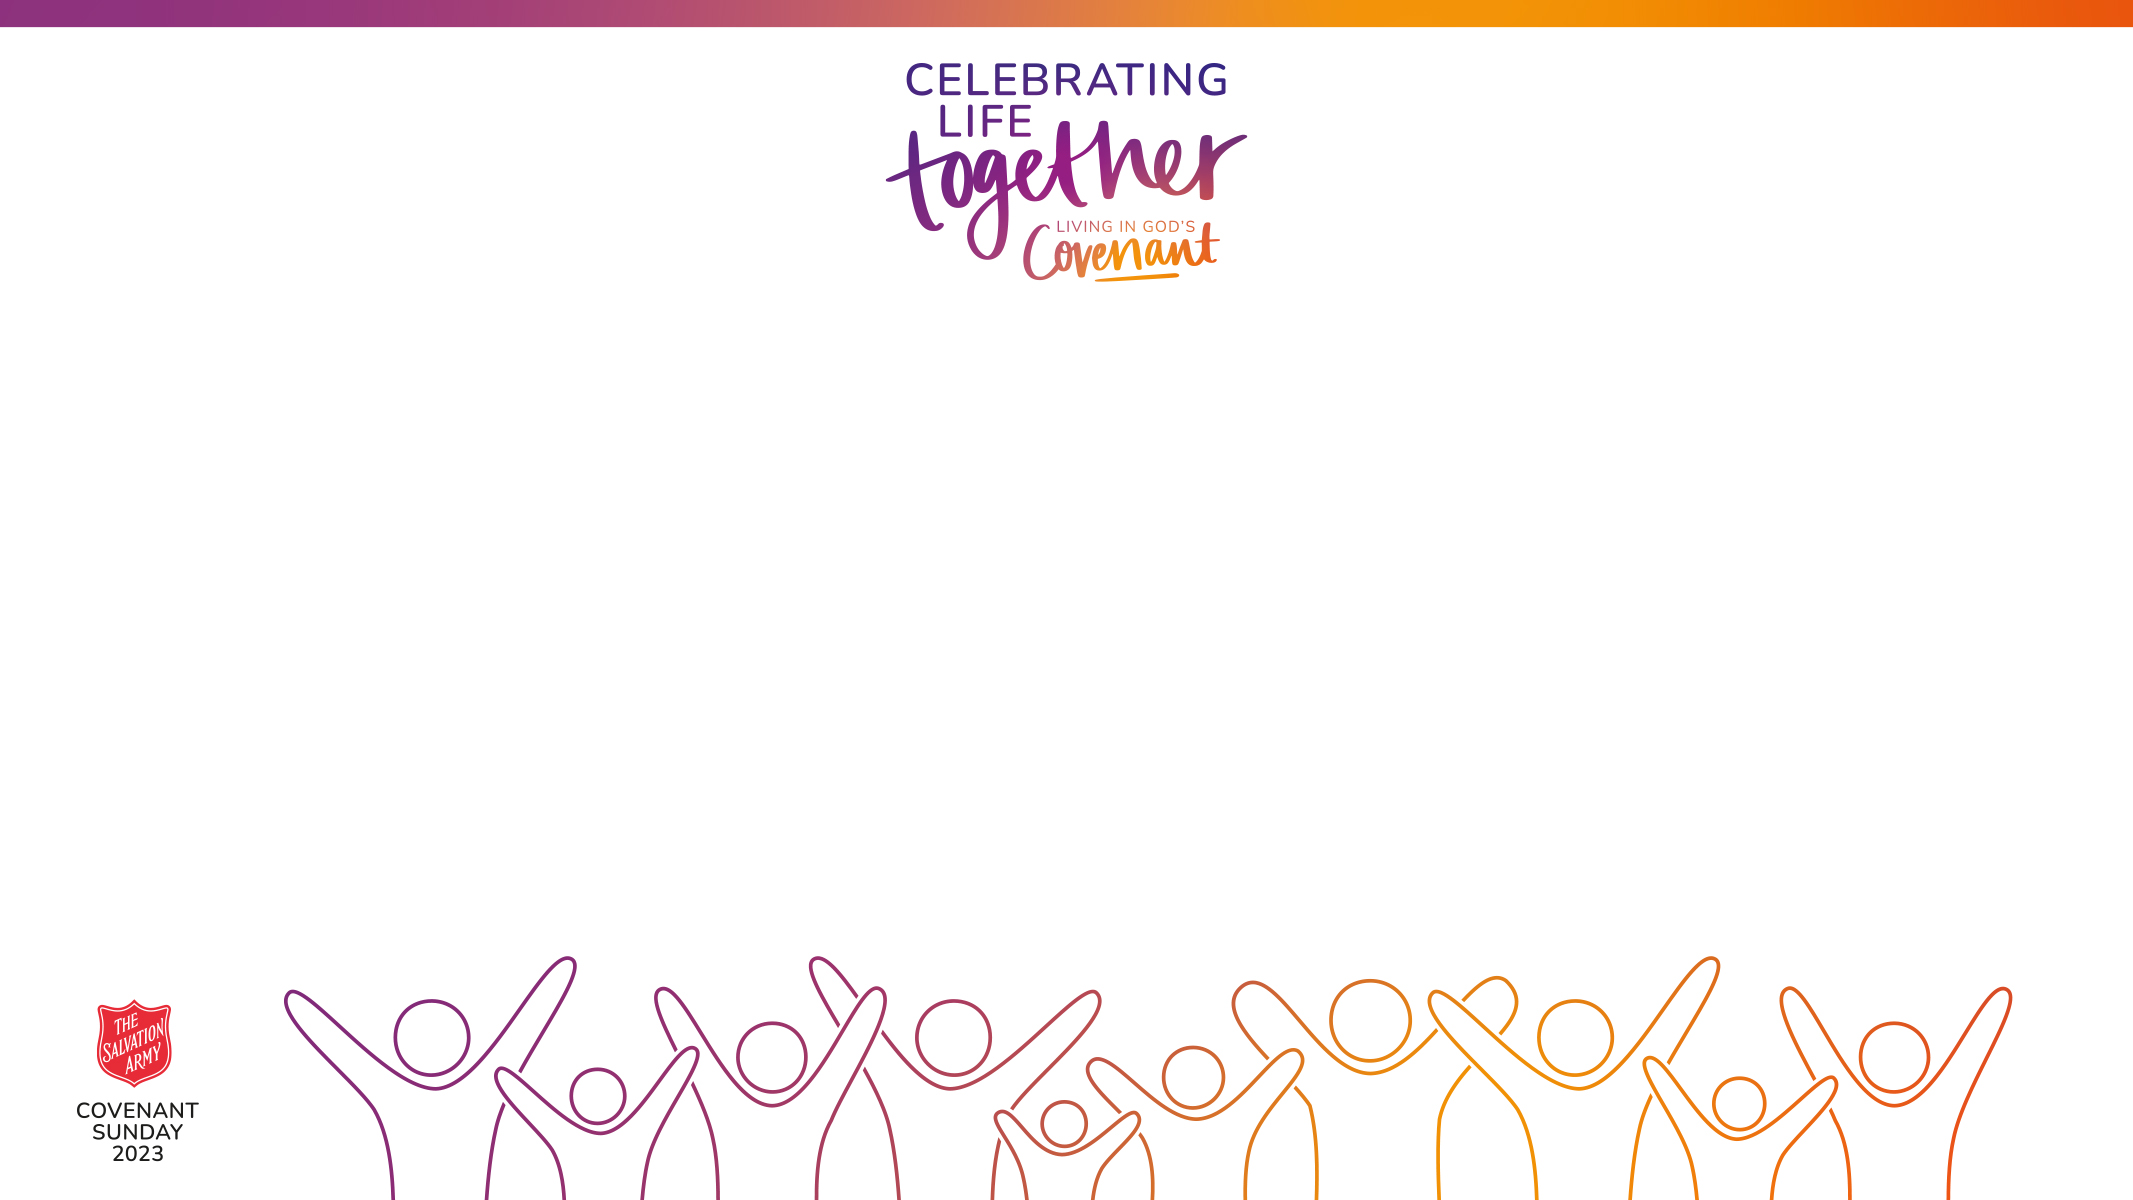 CELEBRATING
LIFE
together
LIVING IN GOD'S
Covenant
THE
SALVATION
ARMY
COVENANT
SUNDAY
2023